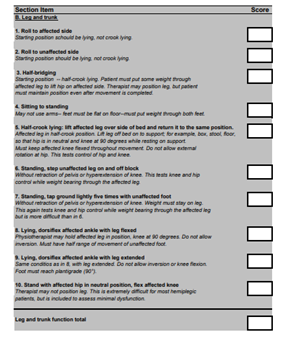 Section Item Score
B. Leg and trunk
1. Roll to affected side
Starting position should be lying, not crook lying.
2. Roll to unaffected side
Starting position should be lying, not crook lying
3. Half-bridging
Starting position – half-crook lying. Patient must put some weight through
affected leg to lift hip on affected side. Therapist may position leg, but patient
must maintain position even after movement is completed.
4. Sitting to standing
May not use arms– feet must be flat on floor–must put weight through both feet.
5. Half-crook lying: lift affected leg over side of bed and return it to the same position.
Affected leg in half-crook position. Lift leg off bed on to support; for example, box, stool, floor,
so that hip is in neutral and knee at 90 degrees while resting on support.
Must keep affected knee flexed throughout movement. Do not allow external
rotation at hip. This tests control of hip and knee.
6. Standing, step unaffected leg on and off block
Without retraction of pelvis or hyperextension of knee. This tests knee and hip
control while weight bearing through the affected leg.
7. Standing, tap ground lightly five times with unaffected foot
Without retraction of pelvis or hyperextension of knee. Weight must stay on leg.
This again tests knee and hip control while weight bearing through the affected leg
but is more difficult than in 6.
8. Lying, dorsiflex affected ankle with leg flexed
Physiotherapist may hold affected leg in position, knee at 90 degrees. Do not allow
inversion. Must have half range of movement of unaffected foot.
9. Lying, dorsiflex affected ankle with leg extended
Same condition as in 8, with leg extended. Do not allow inversion or knee flexion.
Foot must reach plantigrade (90°).
10. Stand with affected hip in neutral position, flex affected knee
Therapist may not position leg. This is extremely difficult for most hemiplegic
patients, but is included to assess minimal dysfunction.
Leg and trunk function total